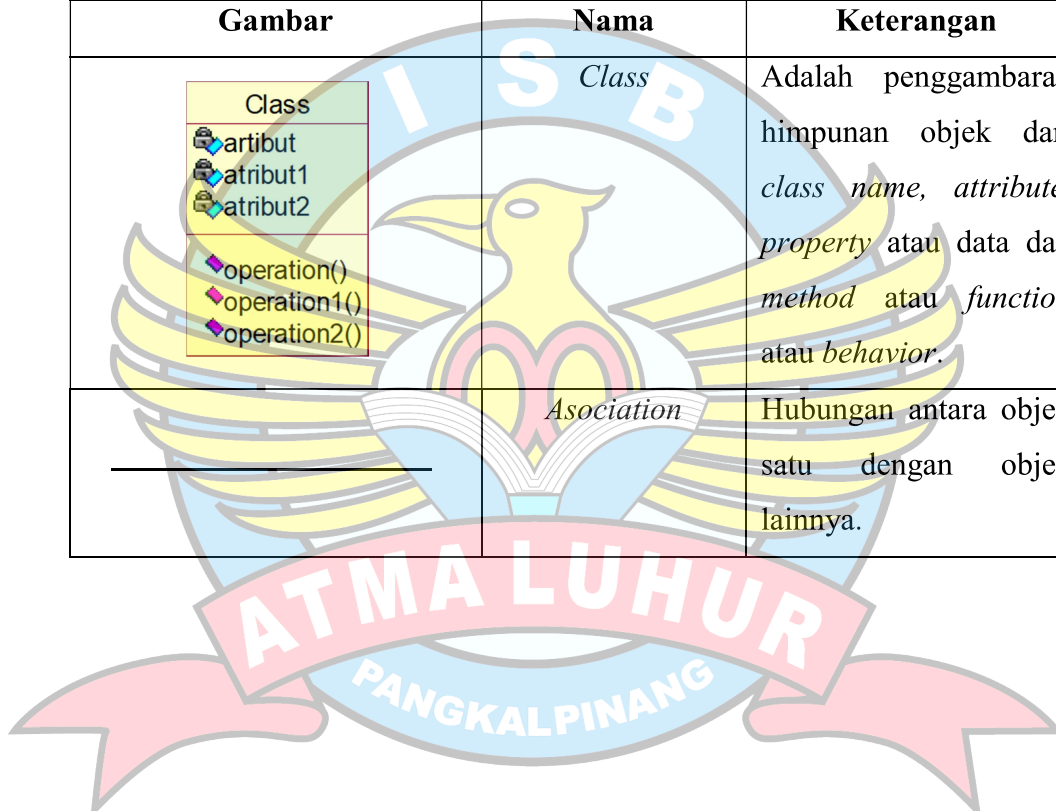 Gambar Nama Keterangan
Class
artibut
atribut1
atribut2
operation()
operation1()
operation2()
Class
Adalah penggambara
himpunan objek da
class name, attribute
property atau data da
method atau functio
atau behavior.
Asociation
Hubungan antara obje
satu dengan obje
lainnya.
I S B
ATMA LUHUR
PANGKALPINANG